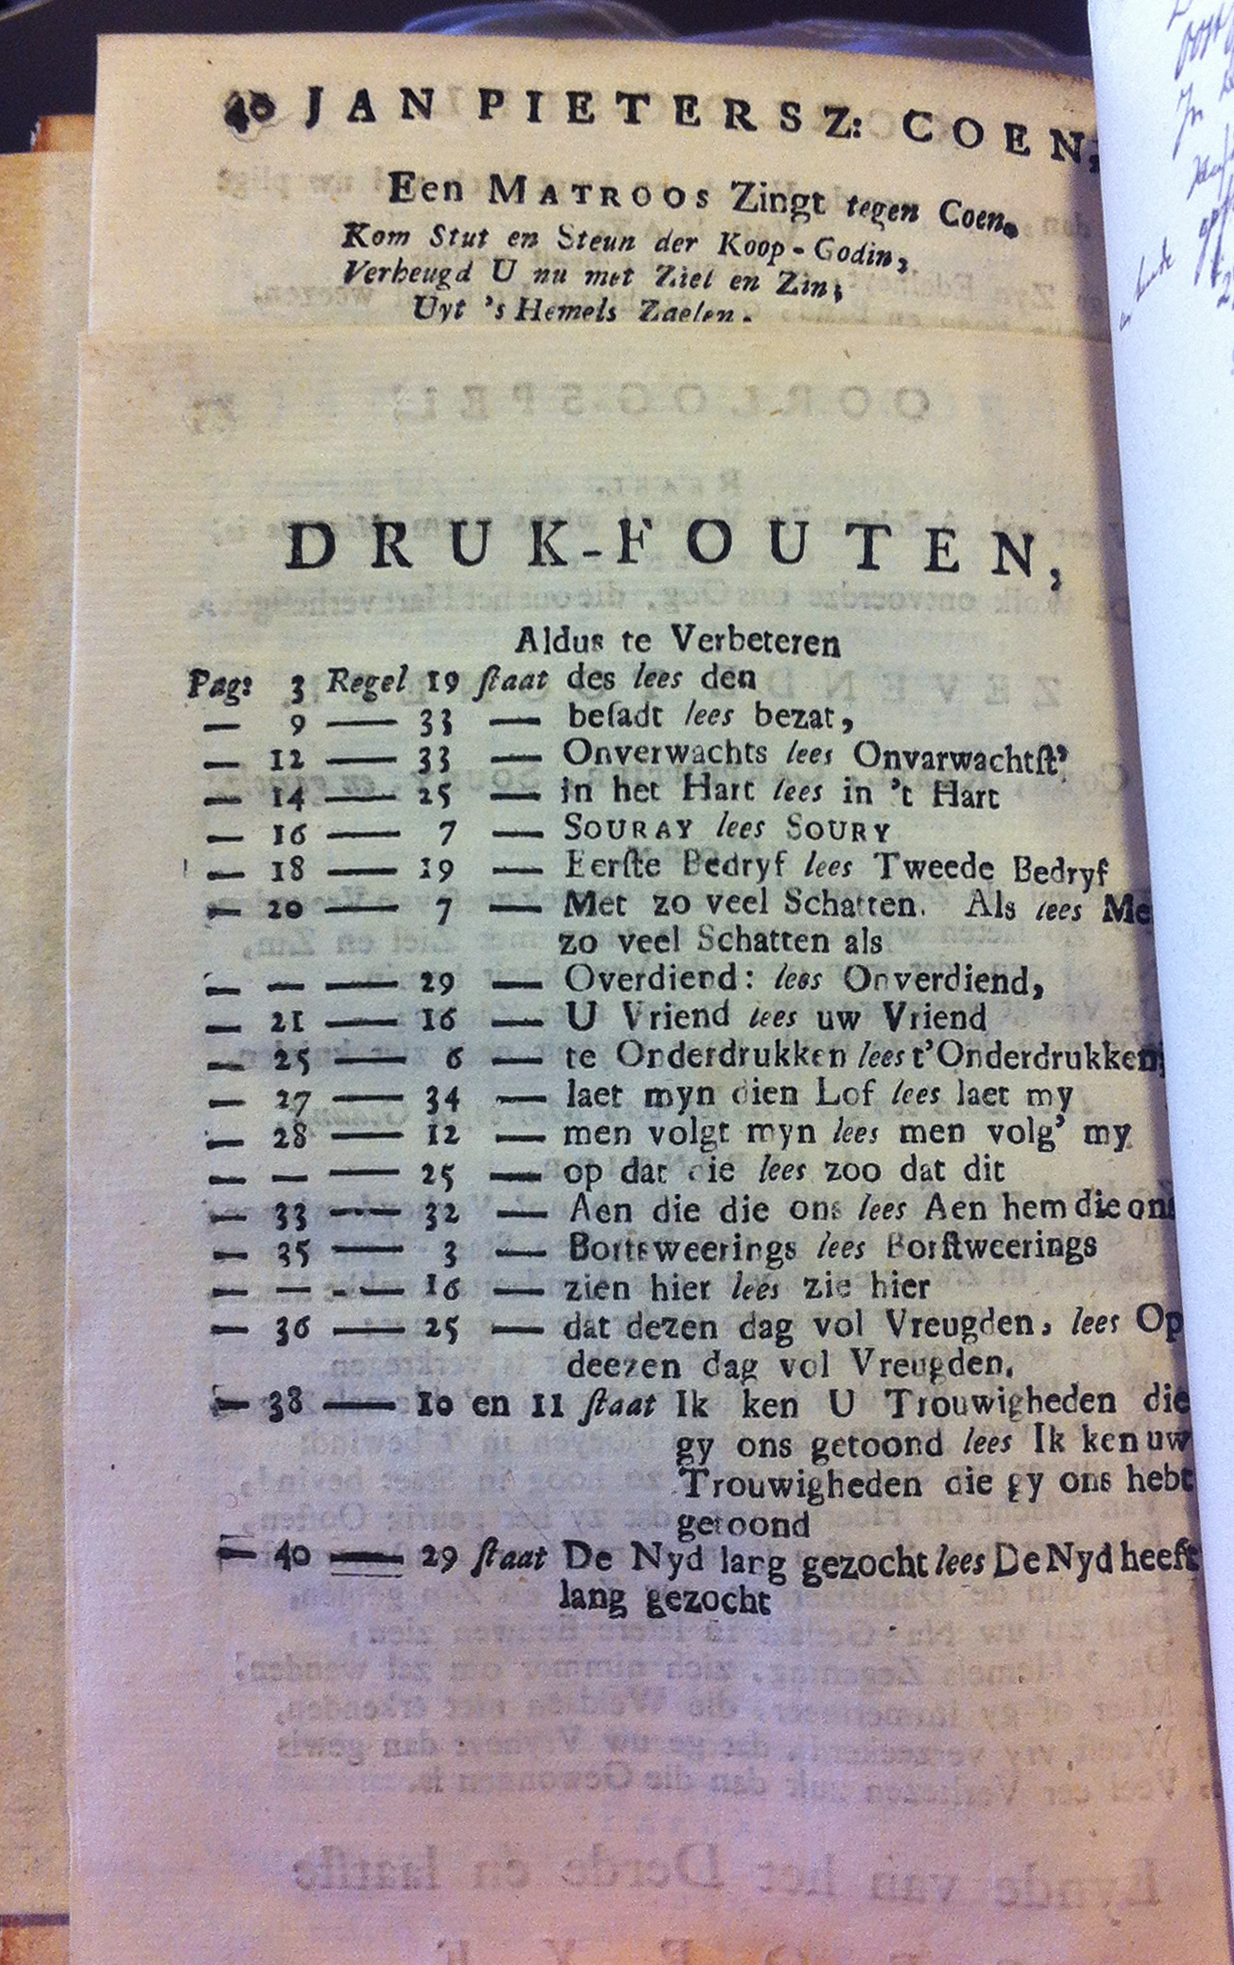 40 JAN PIETERSZ: COEN,
Een MATROOS Zingt tegen Coen.
Kom Stut en Steun der Koop-Godin,
Verheugd U nu met Ziel en Zin;
Uyt 's Hemels Zaelen.
DRUK-FOUTEN,
Aldus te Verbeteren
Pag: 3 Regel 19 ſtaat des lees den
— 9 — 33 — beſadt lees bezat,
— 12 — 33 — Onverwachts lees Onvarwachtſt'
— 14 — 25 — in het Hart lees in 't Hart
— 16 — 7 — SOURAY lees SOURY
— 18 — 19 — Eerſte Bedryf lees Tweede Bedryf
— 20 — 7 — Met zo veel Schatten. Als lees Me
zo veel Schatten als
— — — 29 — Overdiend: lees Onverdiend,
— 21 — 16 — U Vriend lees uw Vriend
— 25 — 6 — te Onderdrukken lees t'Onderdrukken,
— 27 — 34 — laet myn dien Lof lees laet my
— 28 — 12 — men volgt myn lees men volg' my
— — — 25 — op dat die lees zoo dat dit
— 33 — 32 — Aen die die ons lees Aen hem die ons
— 35 — 3 — lees Borſtweerings
— — — 16 — zien hier lees zie hier
— 36 — 25 — dat dezen dag vol Vreugden, lees Op
deezen dag vol Vreugden.
— 38 — 10 en 11 ſtaat Ik ken U Trouwigheden die
gy ons getoond lees Ik ken uw
Trouwigheden die gy ons hebt
getoond
— 40 — 29 ſtaat De Nyd lang gezocht lees De Nyd heeft
lang gezocht